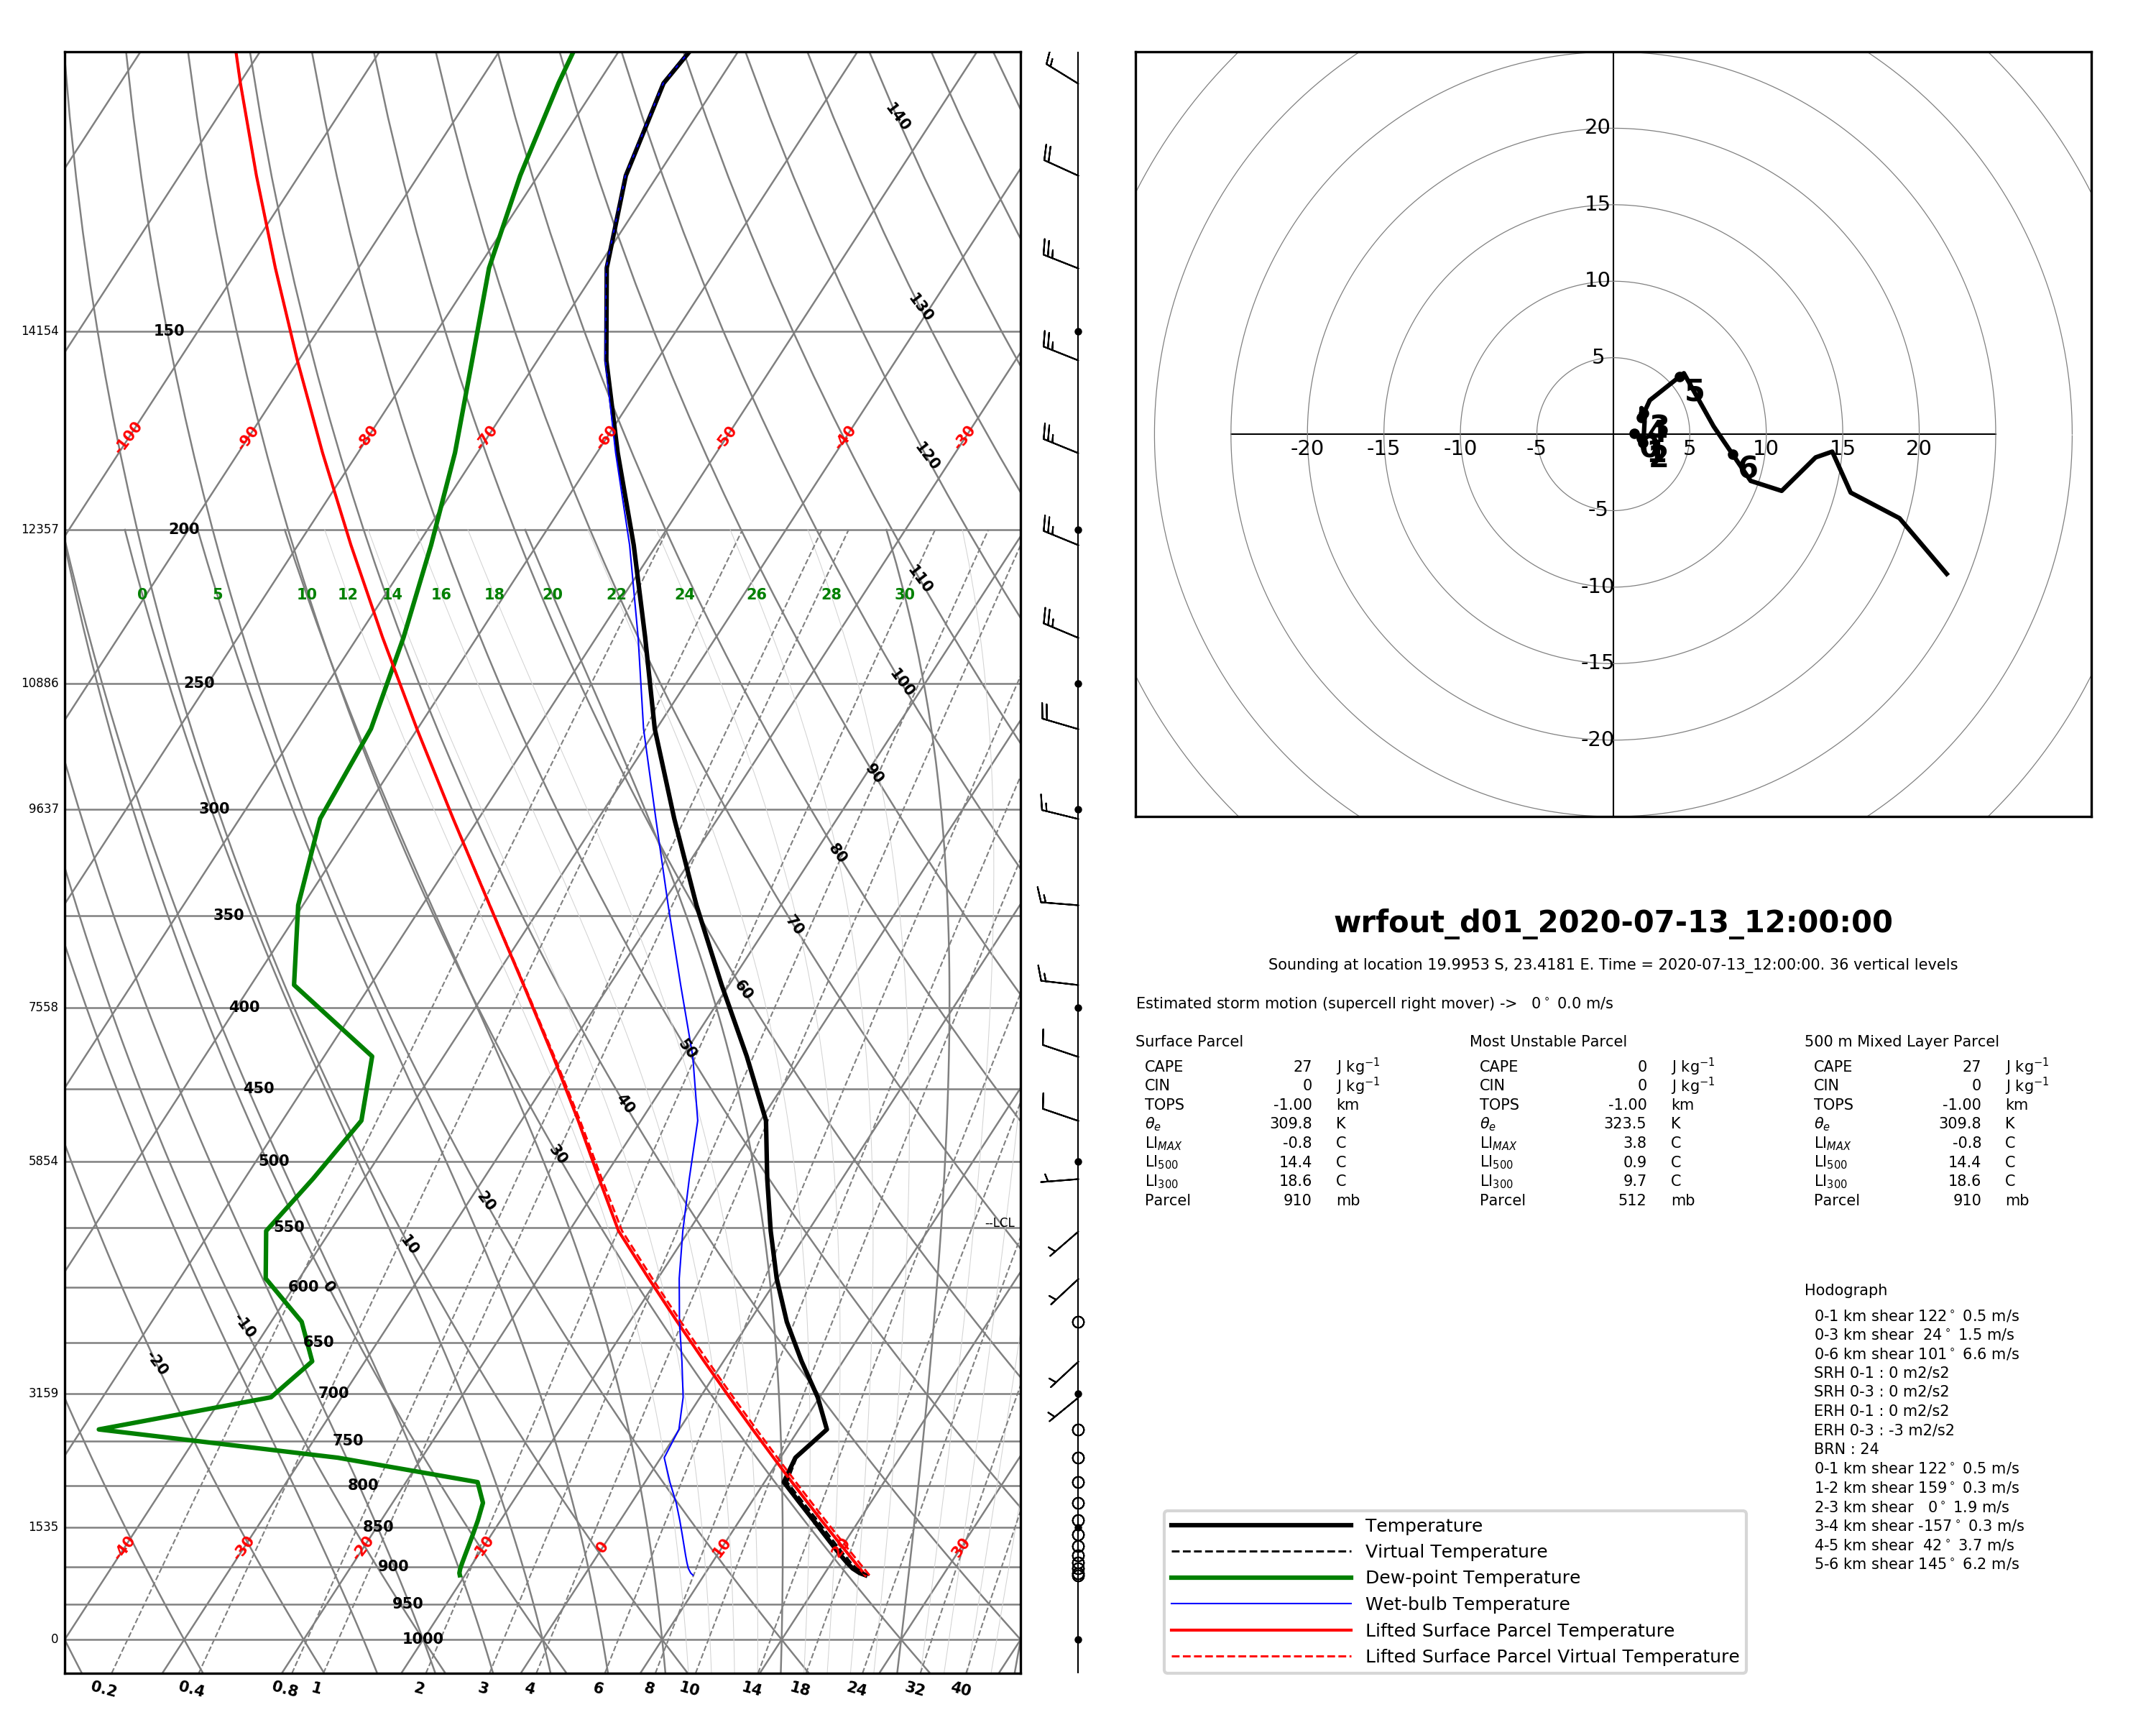 140
130
14154
150
-100
-90
-80
-70
-60
-50
-40
-30
120
12357
200
110
0
5
10
12
14
16
18
20
22
24
26
28
30
10886
250
100
90
9637
300
80
350
70
7558
400
60
50
450
40
5854
500
30
20
550
--LCL
10
600
0
-10
650
-20
3159
700
750
800
1535
850
-40
-30
-20
-10
0
10
20
30
900
950
0
1000
0.2
0.4
0.8
1
2
3
4
6
8
10
14
18
24
32
40
20
15
10
5
5
3
-20
-15
-10
-5
5
10
15
20
6
-5
-10
-15
-20
wrfout_d01_2020-07-13_12:00:00
Sounding at location 19.9953 S, 23.4181 E. Time = 2020-07-13_12:00:00. 36 vertical levels
Estimated storm motion (supercell right mover) -> 0° 0.0 m/s
Surface Parcel
CAPE 27 J kg⁻¹
CIN 0 J kg⁻¹
TOPS -1.00 km
θₑ 309.8 K
LI_MAX -0.8 C
LI₅₀₀ 14.4 C
LI₃₀₀ 18.6 C
Parcel 910 mb
Most Unstable Parcel
CAPE 0 J kg⁻¹
CIN 0 J kg⁻¹
TOPS -1.00 km
θₑ 323.5 K
LI_MAX 3.8 C
LI₅₀₀ 0.9 C
LI₃₀₀ 9.7 C
Parcel 512 mb
500 m Mixed Layer Parcel
CAPE 27 J kg⁻¹
CIN 0 J kg⁻¹
TOPS -1.00 km
θₑ 309.8 K
LI_MAX -0.8 C
LI₅₀₀ 14.4 C
LI₃₀₀ 18.6 C
Parcel 910 mb
Hodograph
0-1 km shear 122° 0.5 m/s
0-3 km shear 24° 1.5 m/s
0-6 km shear 101° 6.6 m/s
SRH 0-1 : 0 m2/s2
SRH 0-3 : 0 m2/s2
ERH 0-1 : 0 m2/s2
ERH 0-3 : -3 m2/s2
BRN : 24
0-1 km shear 122° 0.5 m/s
1-2 km shear 159° 0.3 m/s
2-3 km shear 0° 1.9 m/s
3-4 km shear -157° 0.3 m/s
4-5 km shear 42° 3.7 m/s
5-6 km shear 145° 6.2 m/s
Temperature
Virtual Temperature
Dew-point Temperature
Wet-bulb Temperature
Lifted Surface Parcel Temperature
Lifted Surface Parcel Virtual Temperature